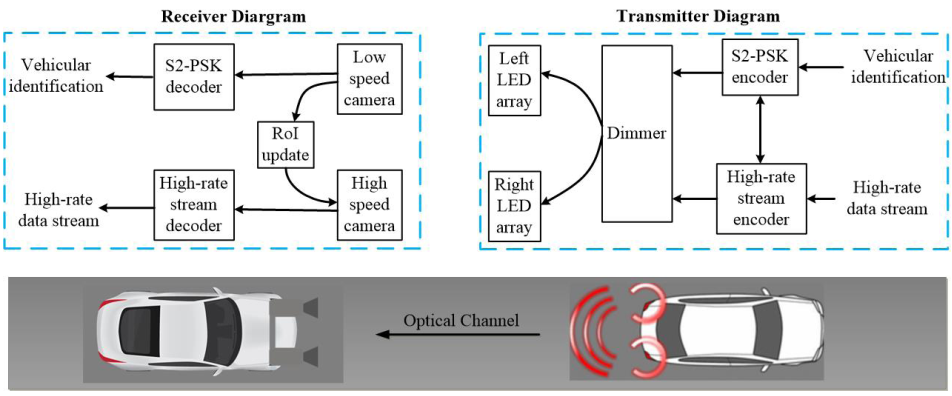 Receiver Diargram
Vehicular
identification
S2-PSK
decoder
Low
speed
camera
RoI
update
High-rate
data stream
High-rate
stream
decoder
High
speed
camera
Transmitter Diagram
Left
LED
array
Dimmer
S2-PSK
encoder
Vehicular
identification
Right
LED
array
High-rate
stream
encoder
High-rate
data stream
Optical Channel